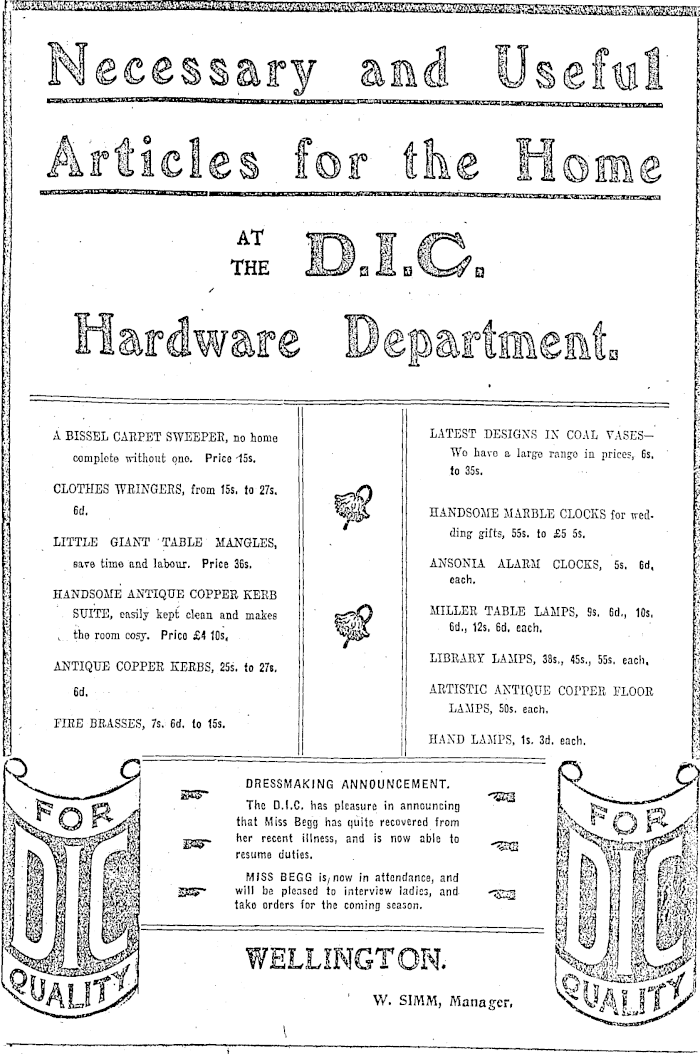 Necessary and Useful
Articles for the Home
AT
THE D.I.C.
Hardware Department.
A BISSEL CARPET SWEEPER, no home
complete without one. Price 15s.
CLOTHES WRINGERS, from 15s. to 27s.
6d.
LITTLE GIANT TABLE MANGLES,
save time and labour. Price 36s.
HANDSOME ANTIQUE COPPER KERB
SUITE, easily kept clean and makes
the room cosy. Price £4 10s.
ANTIQUE COPPER KERBS, 25s. to 27s.
6d.
FIRE BRASSES, 7s. 6d. to 15s.
LATEST DESIGNS IN COAL VASES—
We have a large range in prices, 6s.
to 35s.
HANDSOME MARBLE CLOCKS for wed-
ding gifts, 55s. to £5 5s.
ANSONIA ALARM CLOCKS, 5s. 6d.
each.
MILLER TABLE LAMPS, 9s. 6d., 10s.
6d., 12s. 6d. each.
LIBRARY LAMPS, 38s., 45s., 55s. each.
ARTISTIC ANTIQUE COPPER FLOOR
LAMPS, 50s. each.
HAND LAMPS, 1s. 3d. each.
FOR
DIC
QUALITY
DRESSMAKING ANNOUNCEMENT.
The D.I.C. has pleasure in announcing
that Miss Begg has quite recovered from
her recent illness, and is now able to
resume duties.
MISS BEGG is now in attendance, and
will be pleased to interview ladies, and
take orders for the coming season.
FOR
DIC
QUALITY
WELLINGTON.
W. SIMM, Manager.